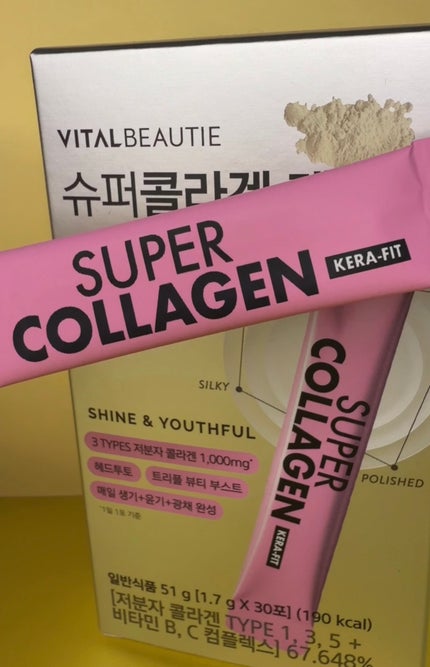 VITALBEAUTIE
슈퍼콜라겐
SUPER
COLLAGEN KERA-FIT
SILKY
POLISHED
SHINE & YOUTHFUL
3 TYPES 저분자 콜라겐 1,000mg*
헤드투토 트리플 뷰티 부스트
매일 생기+윤기+광채 완성
*1일 1포 기준
SUPER
COLLAGEN KERA-FIT
일반식품 51 g [1.7 g X 30포] (190 kcal)
[저분자 콜라겐 TYPE 1, 3, 5 +
비타민 B, C 컴플렉스] 67.648%